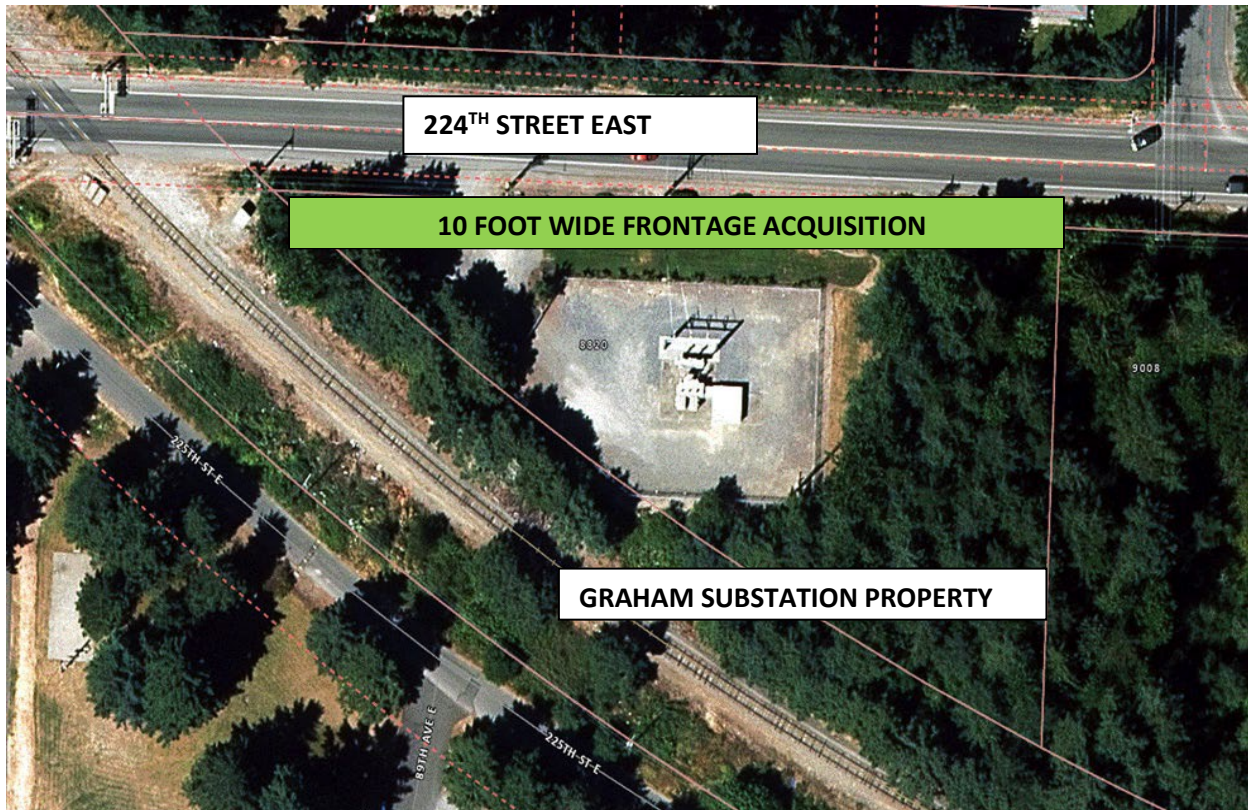 224TH STREET EAST
10 FOOT WIDE FRONTAGE ACQUISITION
8820
9008
225TH ST E
GRAHAM SUBSTATION PROPERTY
89TH AVE E
225TH ST E